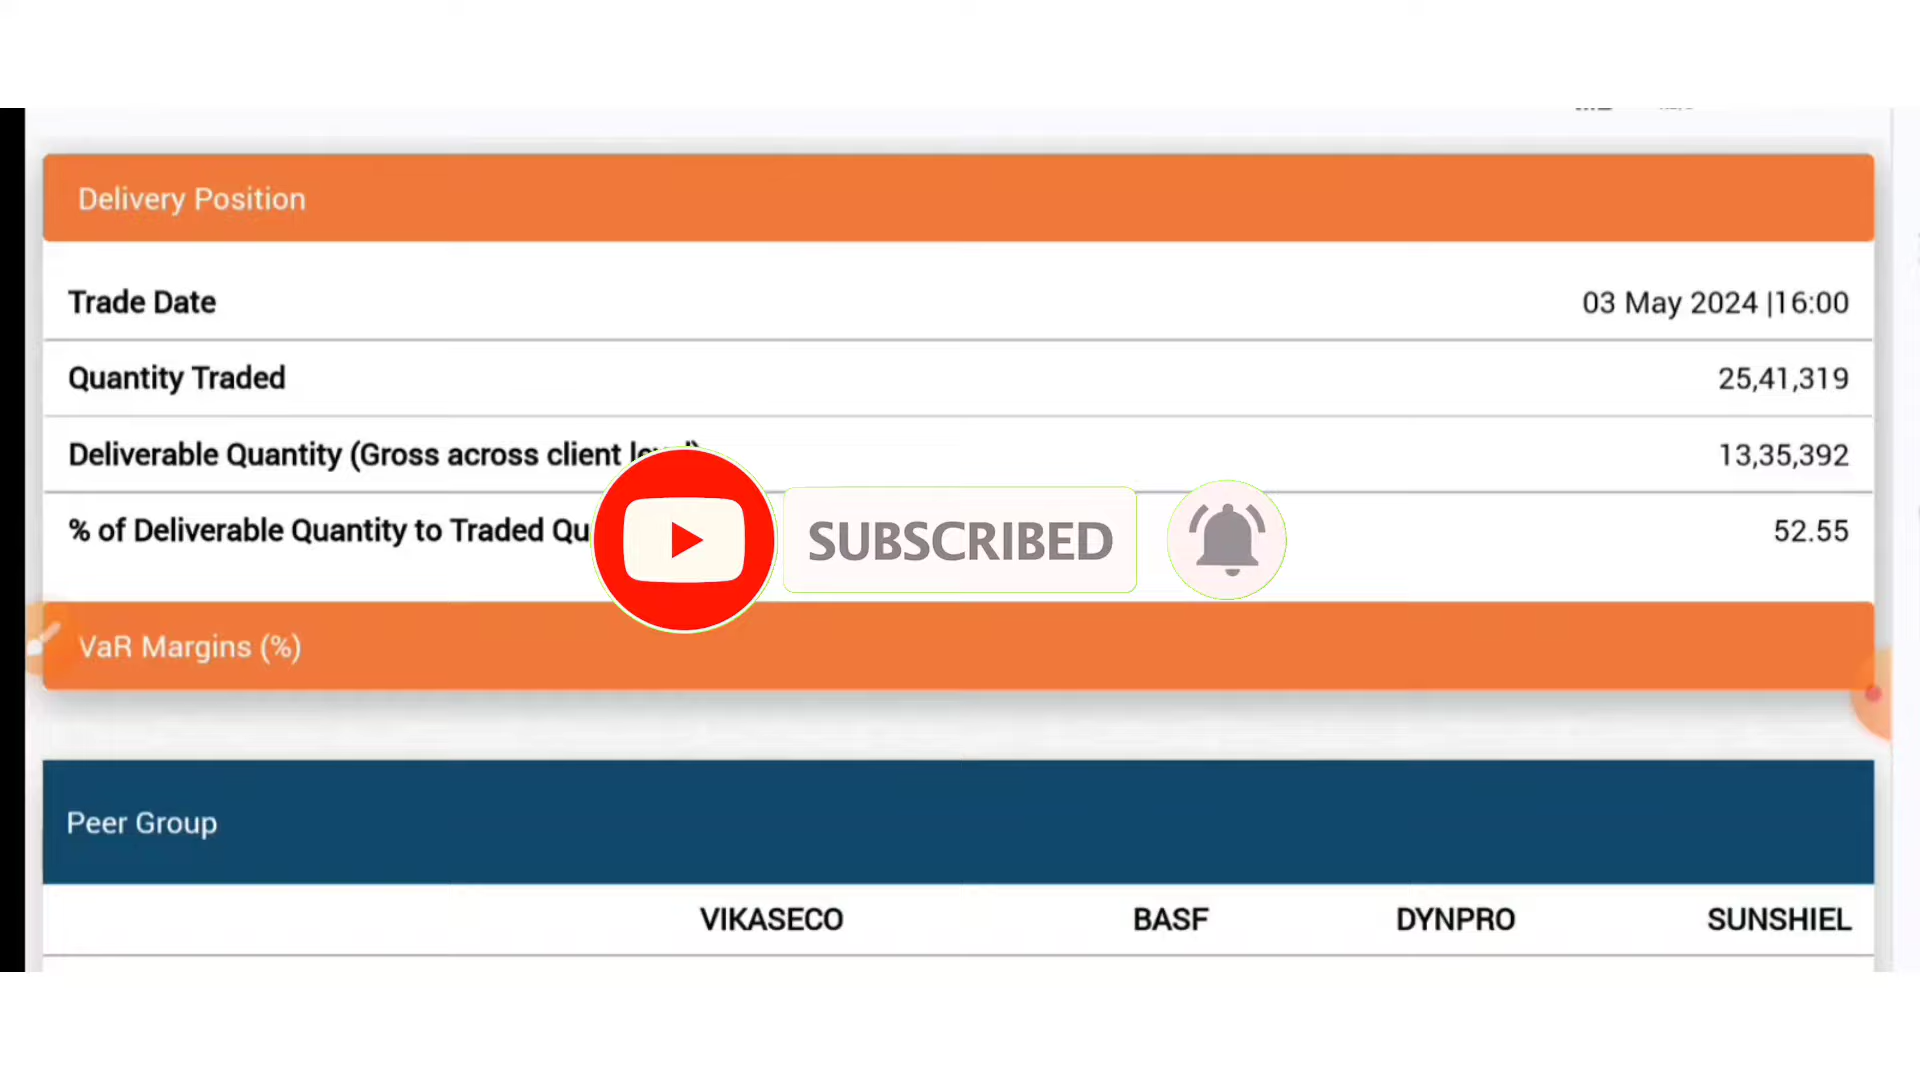 Delivery Position
Trade Date 03 May 2024 |16:00
Quantity Traded 25,41,319
Deliverable Quantity (Gross across client 13,35,392
% of Deliverable Quantity to Traded 52.55
SUBSCRIBED
VaR Margins (%)
Peer Group
VIKASECO BASF DYNPRO SUNSHIEL